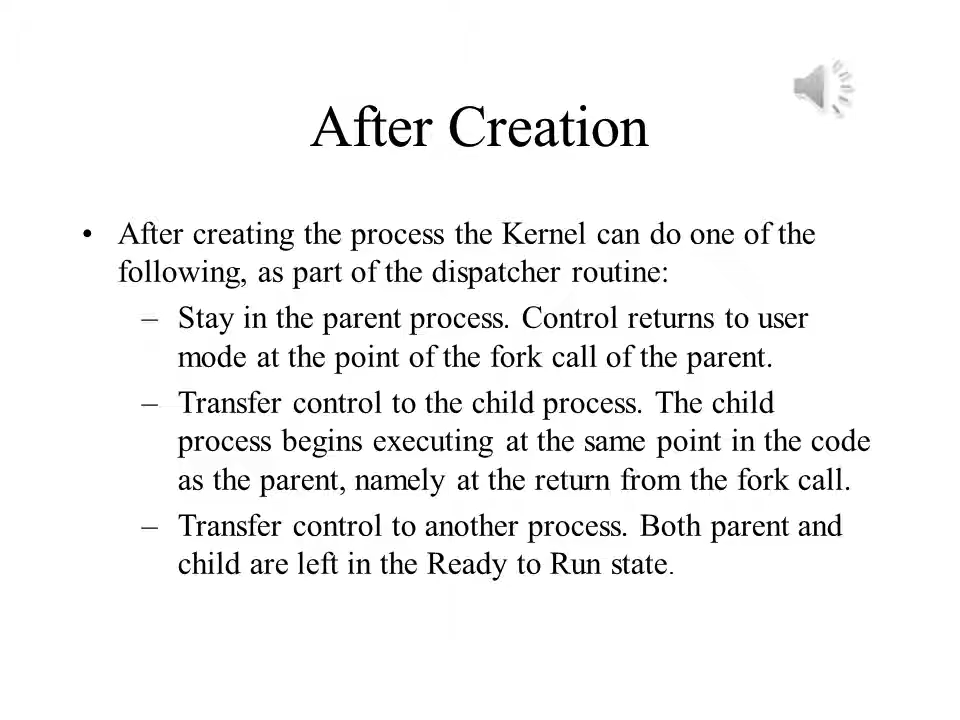 After Creation
• After creating the process the Kernel can do one of the
following, as part of the dispatcher routine:
– Stay in the parent process. Control returns to user
mode at the point of the fork call of the parent.
– Transfer control to the child process. The child
process begins executing at the same point in the code
as the parent, namely at the return from the fork call.
– Transfer control to another process. Both parent and
child are left in the Ready to Run state.